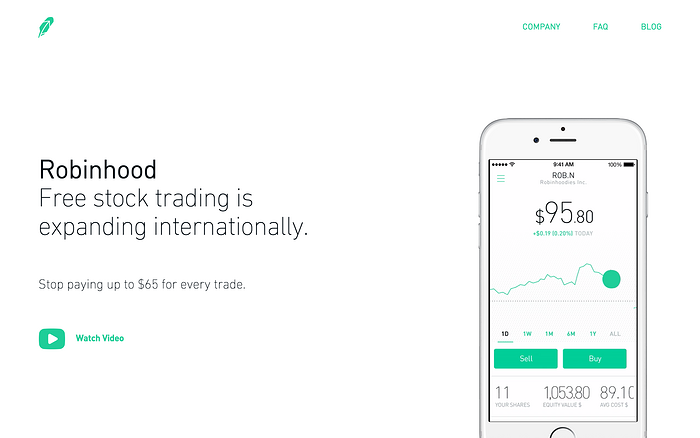 COMPANY FAQ BLOG
Robinhood
Free stock trading is
expanding internationally.
Stop paying up to $65 for every trade.
Watch Video
9:41 AM 100%
ROB.N
Robinhoodies Inc.
$95.80
+$0.19 (0.20%) TODAY
1D 1W 1M 6M 1Y ALL
Sell Buy
11 1,053.80 89.10
YOUR SHARES EQUITY VALUE $ AVG COST $